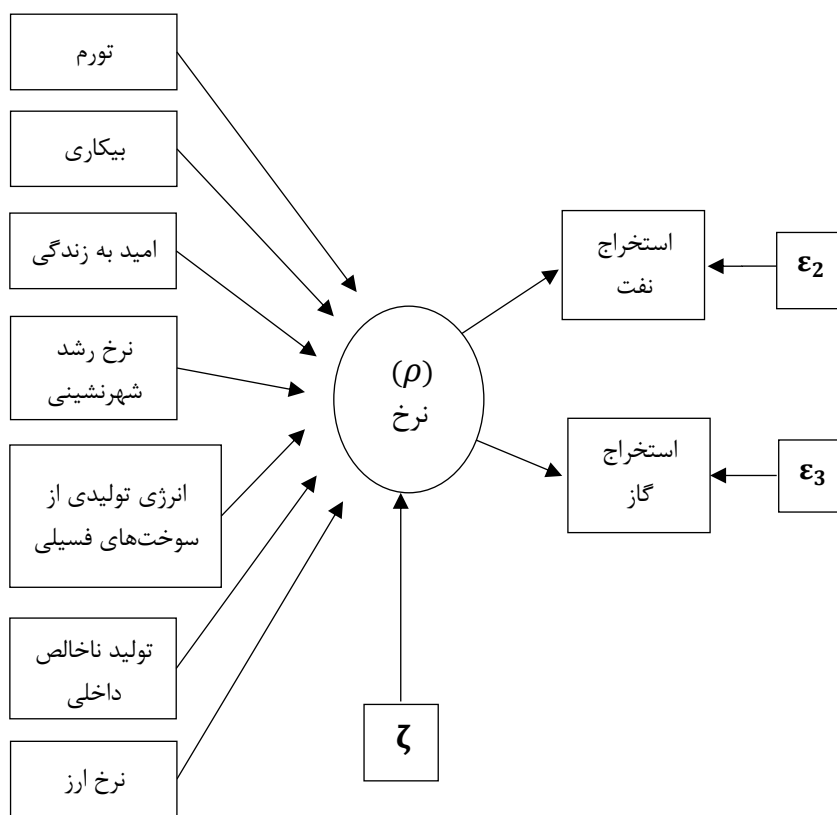 تورم
بیکاری
امید به زندگی
نرخ رشد
شهرنشینی
انرژی تولیدی از
سوخت‌های فسیلی
تولید ناخالص
داخلی
نرخ ارز
(ρ)
نرخ
ζ
استخراج
نفت
ε₂
استخراج
گاز
ε₃